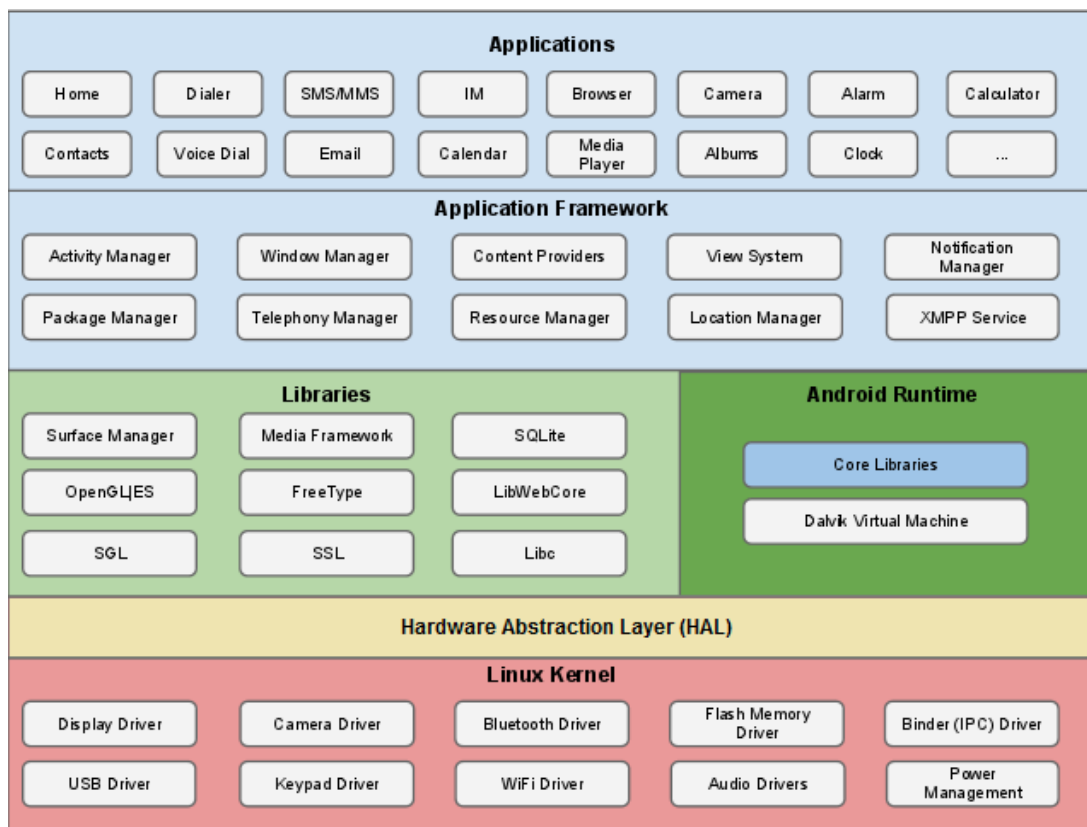 Applications
Home
Dialer
SMS/MMS
IM
Browser
Camera
Alarm
Calculator
Contacts
Voice Dial
Email
Calendar
Media
Player
Albums
Clock
...
Application Framework
Activity Manager
Window Manager
Content Providers
View System
Notification
Manager
Package Manager
Telephony Manager
Resource Manager
Location Manager
XMPP Service
Libraries
Surface Manager
Media Framework
SQLite
OpenGL|ES
FreeType
LibWebCore
SGL
SSL
Libc
Android Runtime
Core Libraries
Dalvik Virtual Machine
Hardware Abstraction Layer (HAL)
Linux Kernel
Display Driver
Camera Driver
Bluetooth Driver
Flash Memory
Driver
Binder (IPC) Driver
USB Driver
Keypad Driver
WiFi Driver
Audio Drivers
Power
Management